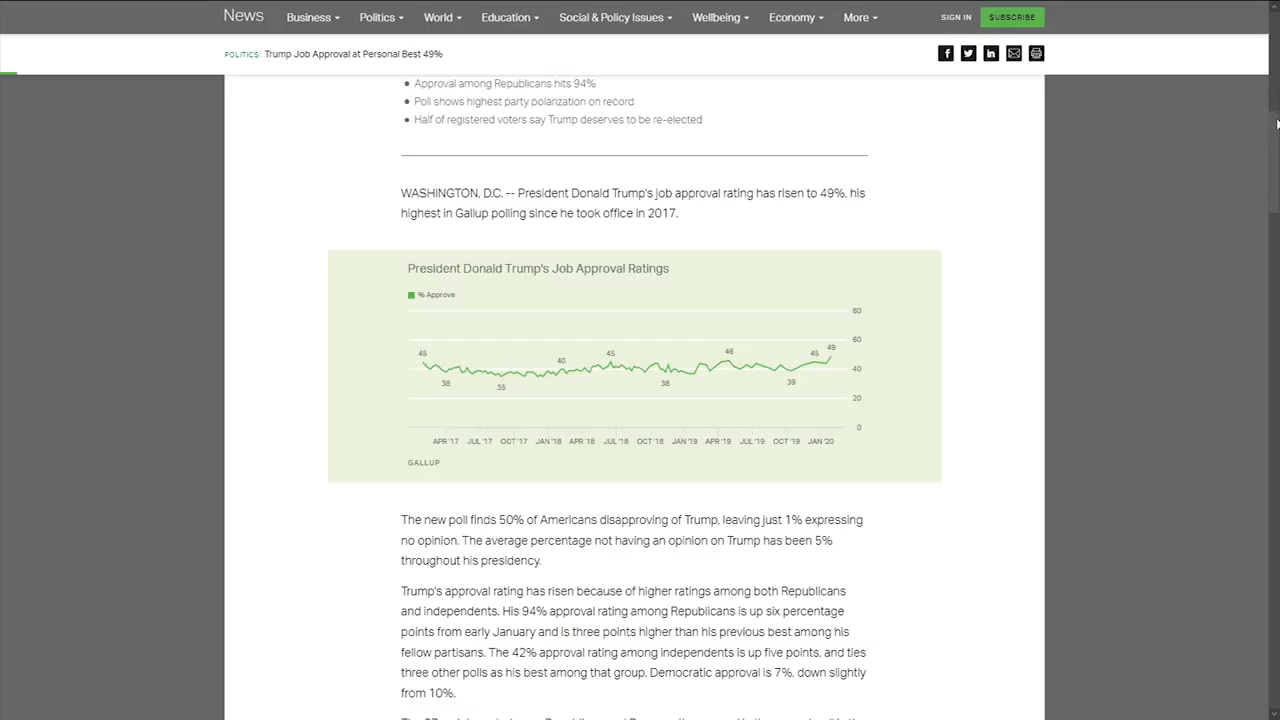 News Business Politics World Education Social & Policy Issues Wellbeing Economy More SIGN IN SUBSCRIBE
POLITICS: Trump Job Approval at Personal Best 49%
Approval among Republicans hits 94%
Poll shows highest party polarization on record
Half of registered voters say Trump deserves to be re-elected
WASHINGTON, D.C. -- President Donald Trump's job approval rating has risen to 49%, his
highest in Gallup polling since he took office in 2017.
President Donald Trump's Job Approval Ratings
% Approve
80
60
49
45 40 45 46 45
40
38 35 38 39
20
0
APR '17 JUL '17 OCT '17 JAN '18 APR '18 JUL '18 OCT '18 JAN '19 APR '19 JUL '19 OCT '19 JAN '20
GALLUP
The new poll finds 50% of Americans disapproving of Trump, leaving just 1% expressing
no opinion. The average percentage not having an opinion on Trump has been 5%
throughout his presidency.
Trump's approval rating has risen because of higher ratings among both Republicans
and independents. His 94% approval rating among Republicans is up six percentage
points from early January and is three points higher than his previous best among his
fellow partisans. The 42% approval rating among independents is up five points, and ties
three other polls as his best among that group. Democratic approval is 7%, down slightly
from 10%.